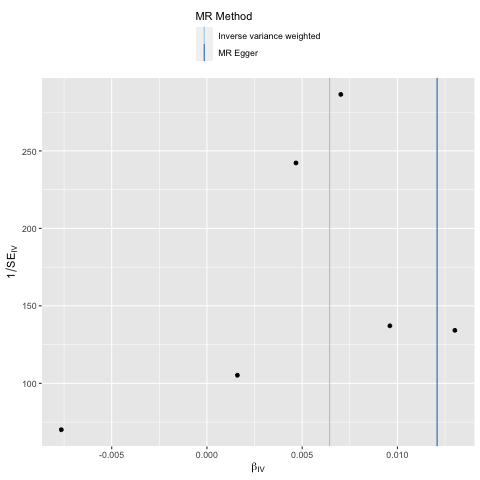 MR Method
Inverse variance weighted
MR Egger
250
200
150
100
1/SE_IV
-0.005
0.000
0.005
0.010
β_IV